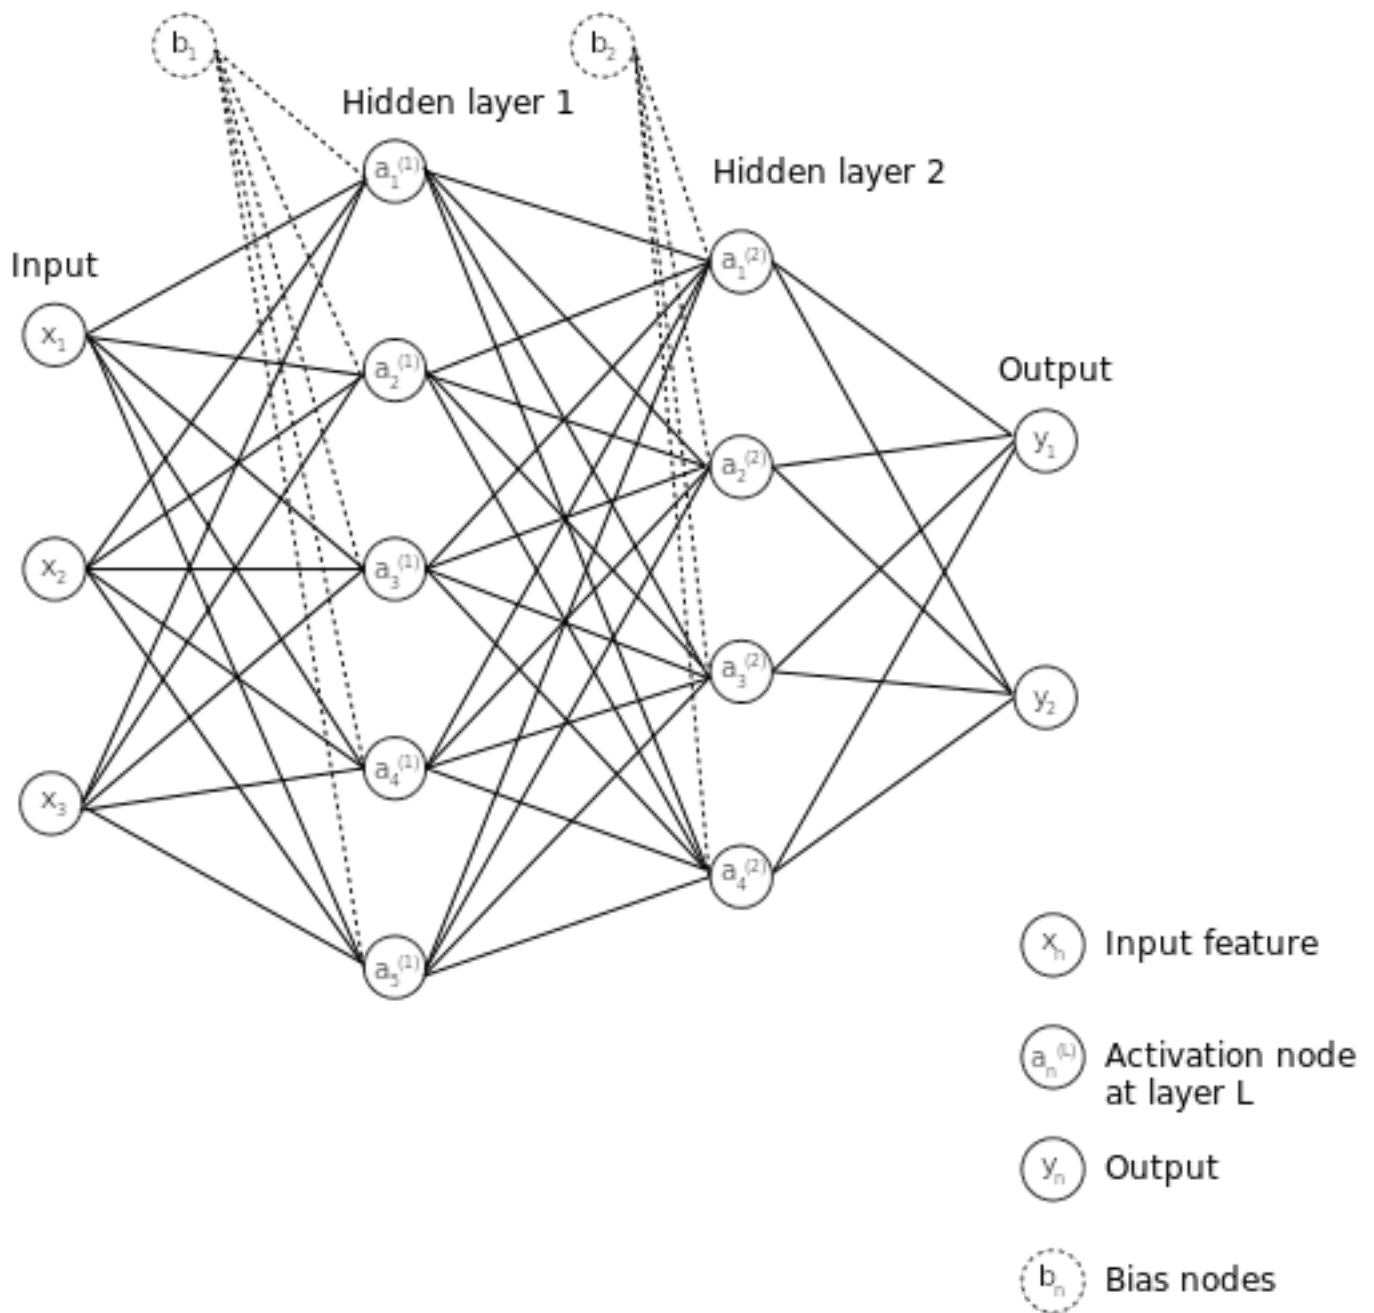 b₁
b₂
Hidden layer 1
Hidden layer 2
Input
Output
x₁
x₂
x₃
a₁⁽¹⁾
a₂⁽¹⁾
a₃⁽¹⁾
a₄⁽¹⁾
a₅⁽¹⁾
a₁⁽²⁾
a₂⁽²⁾
a₃⁽²⁾
a₄⁽²⁾
y₁
y₂
xₙ Input feature
aₙ⁽ᴸ⁾ Activation node
at layer L
yₙ Output
bₙ Bias nodes